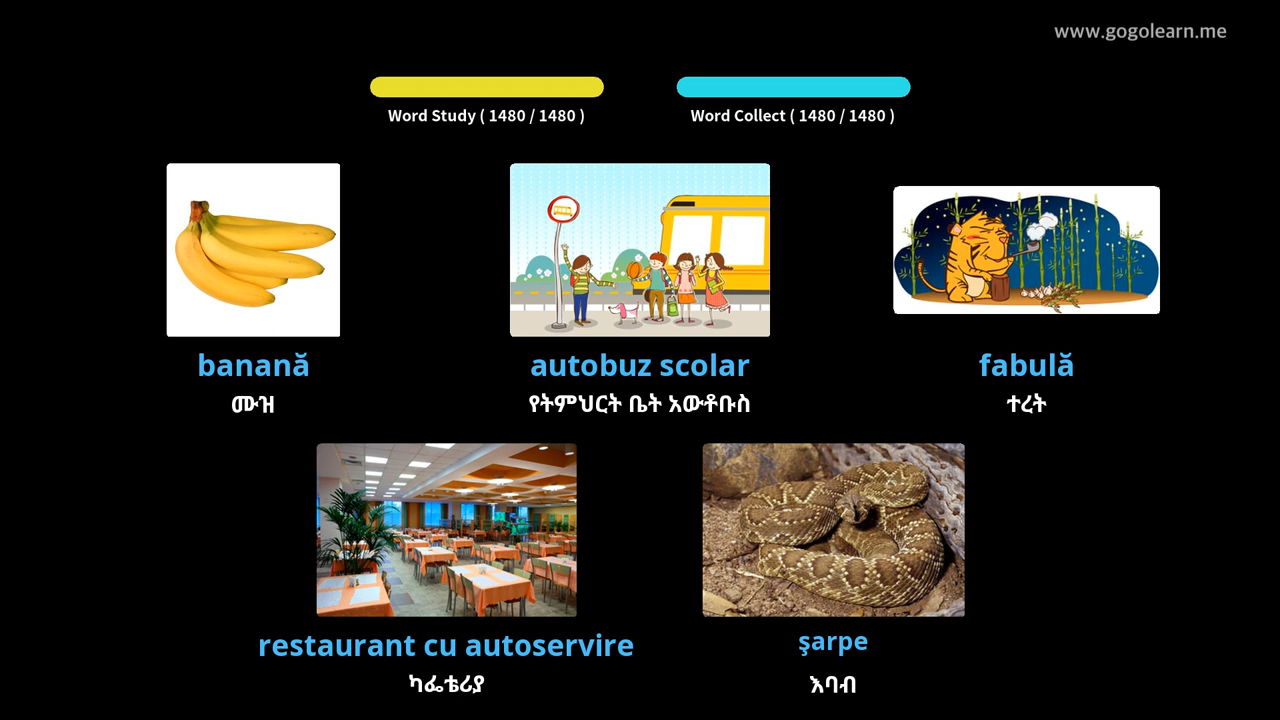 www.gogolearn.me
Word Study ( 1480 / 1480 )
Word Collect ( 1480 / 1480 )
banană
ሙዝ
autobuz scolar
የትምህርት ቤት አውቶቡስ
fabulă
ተረት
restaurant cu autoservire
ካፌቴሪያ
şarpe
እባብ